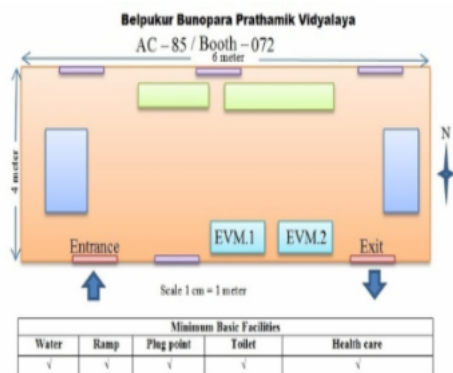 Belpukur Bunopara Prathamik Vidyalaya
AC – 85 / Booth – 072
6 meter
4 meter
N
EVM.1 EVM.2
Entrance Exit
Scale 1 cm = 1 meter
Minimum Basic Facilities
Water Ramp Plug point Toilet Health care
√ √ √ √ √